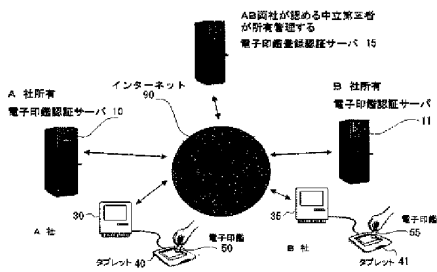 AB両社が認める中立第三者
が所有管理する
電子印鑑登録認証サーバ 15
インターネット
90
A 社所有
電子印鑑認証サーバ 10
B 社所有
電子印鑑認証サーバ
11
30
A 社
タブレット 40
電子印鑑
50
35
B 社
タブレット 41
電子印鑑
55